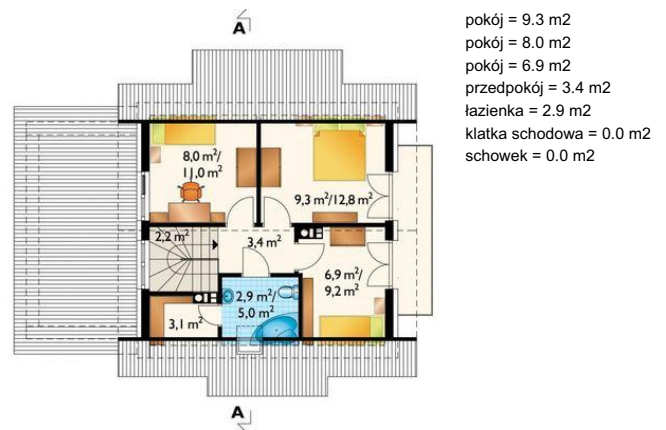 A
8,0 m²/
11,0 m²
9,3 m²/12,8 m²
2,2 m²
3,4 m²
6,9 m²/
9,2 m²
2,9 m²/
5,0 m²
3,1 m²
A
pokój = 9.3 m2
pokój = 8.0 m2
pokój = 6.9 m2
przedpokój = 3.4 m2
łazienka = 2.9 m2
klatka schodowa = 0.0 m2
schowek = 0.0 m2